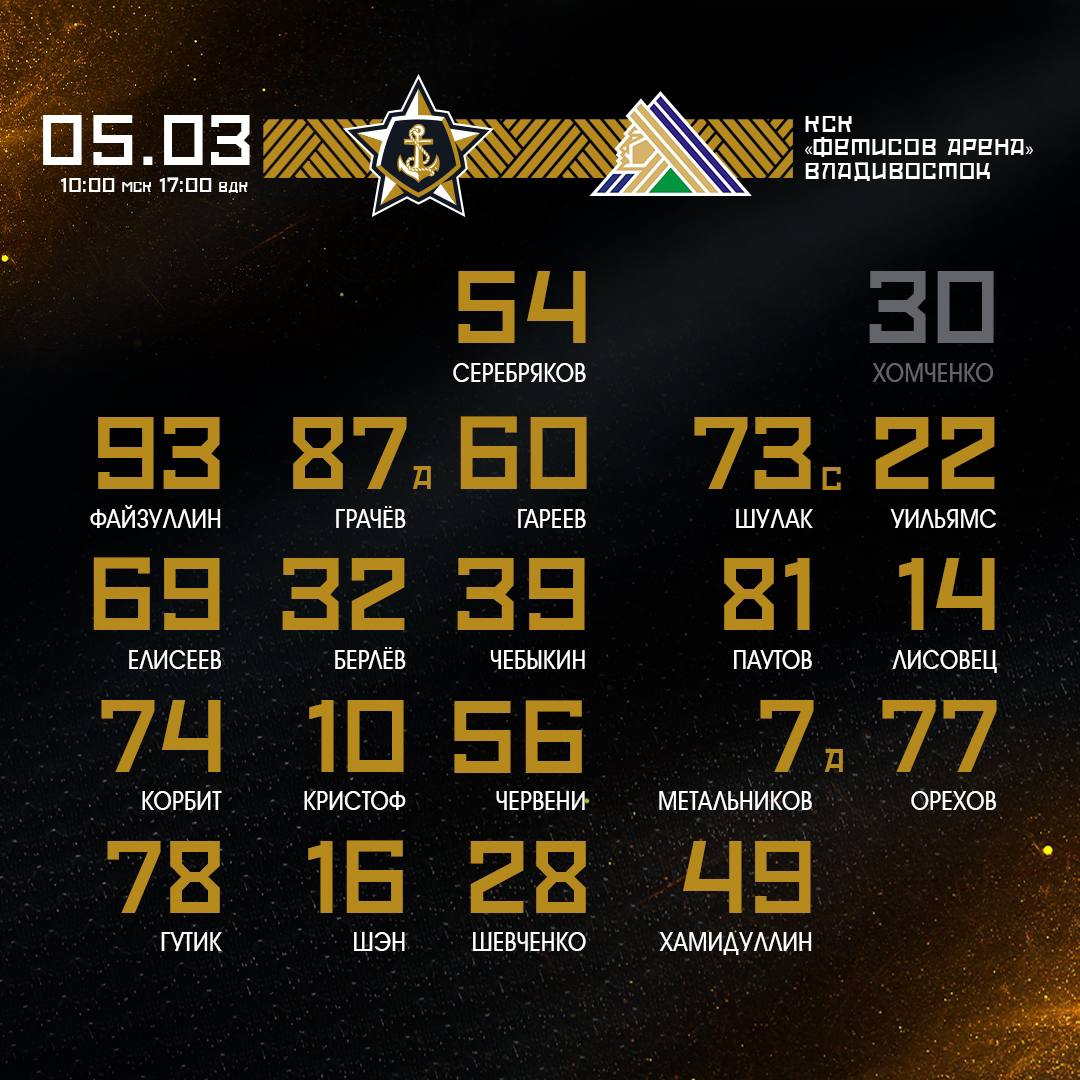 05.03
10:00 МСК 17:00 ВДК
КСК
«ФЕТИСОВ АРЕНА»
ВЛАДИВОСТОК
54 30
СЕРЕБРЯКОВ ХОМЧЕНКО
93 87 А 60 73 С 22
ФАЙЗУЛЛИН ГРАЧЁВ ГАРЕЕВ ШУЛАК УИЛЬЯМС
69 32 39 81 14
ЕЛИСЕЕВ БЕРЛЁВ ЧЕБЫКИН ПАУТОВ ЛИСОВЕЦ
74 10 56 7 А 77
КОРБИТ КРИСТОФ ЧЕРВЕНИ МЕТАЛЬНИКОВ ОРЕХОВ
78 16 28 49
ГУТИК ШЭН ШЕВЧЕНКО ХАМИДУЛЛИН